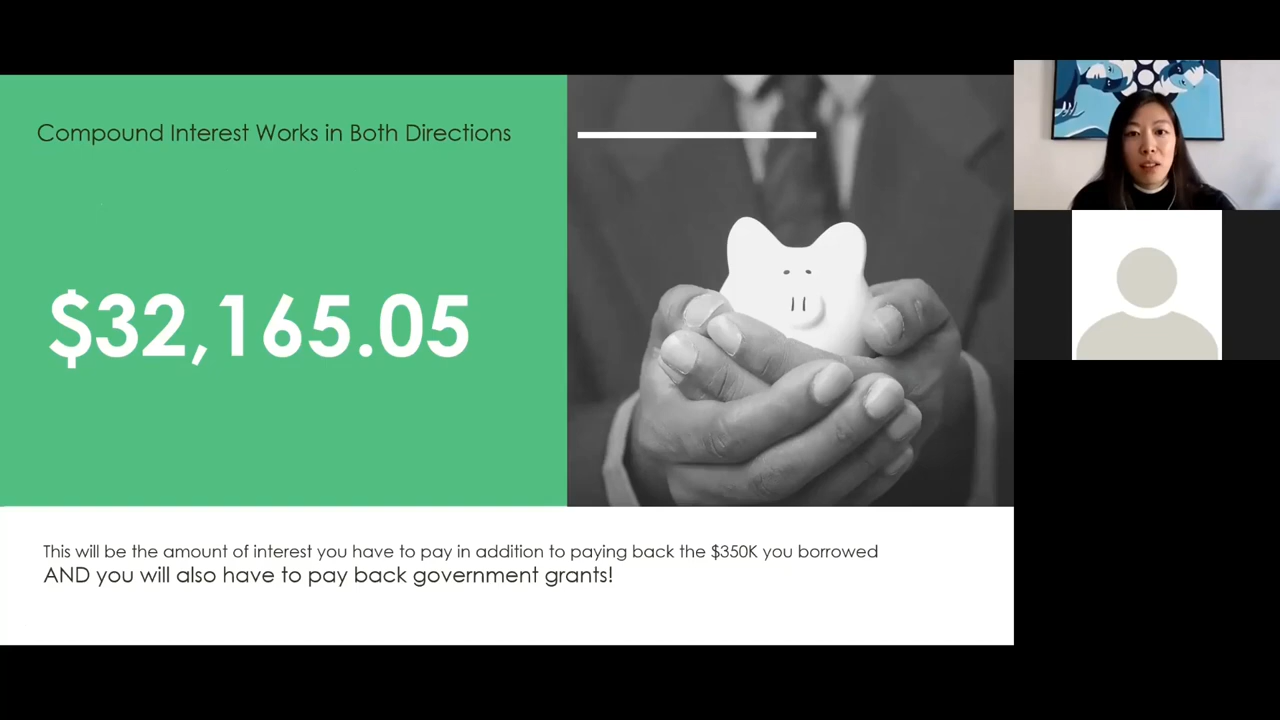 Compound Interest Works in Both Directions
$32,165.05
This will be the amount of interest you have to pay in addition to paying back the $350K you borrowed
AND you will also have to pay back government grants!